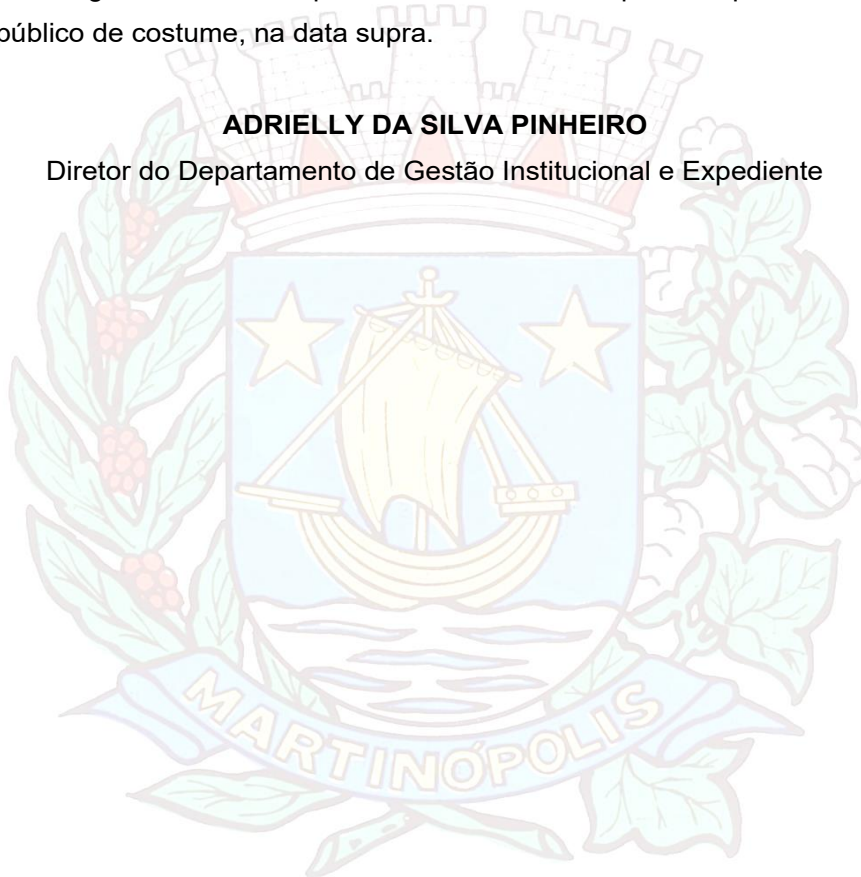 público de costume, na data supra.
ADRIELLY DA SILVA PINHEIRO
Diretor do Departamento de Gestão Institucional e Expediente
MARTINÓPOLIS